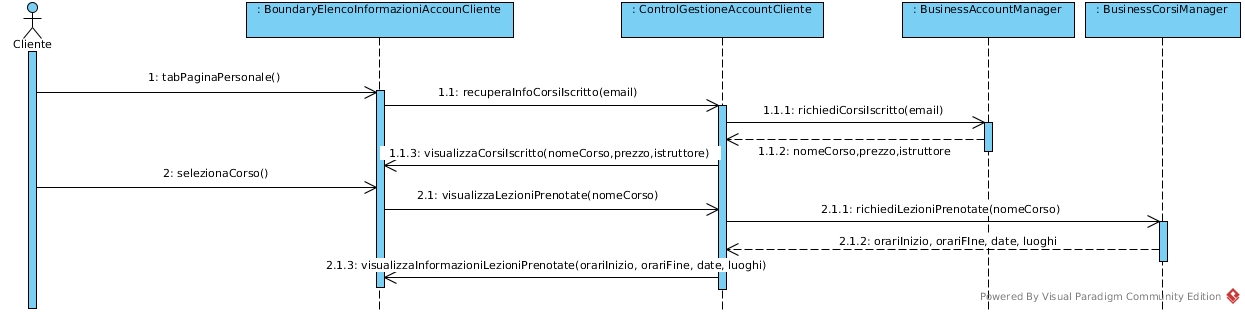 : BoundaryElencoInformazioniAccounCliente
: ControlGestioneAccountCliente
: BusinessAccountManager
: BusinessCorsiManager
Cliente
1: tabPaginaPersonale()
1.1: recuperaInfoCorsiIscritto(email)
1.1.1: richiediCorsiIscritto(email)
1.1.2: nomeCorso,prezzo,istruttore
1.1.3: visualizzaCorsiIscritto(nomeCorso,prezzo,istruttore)
2: selezionaCorso()
2.1: visualizzaLezioniPrenotate(nomeCorso)
2.1.1: richiediLezioniPrenotate(nomeCorso)
2.1.2: orariInizio, orariFIne, date, luoghi
2.1.3: visualizzaInformazioniLezioniPrenotate(orariInizio, orariFine, date, luoghi)
Powered By Visual Paradigm Community Edition